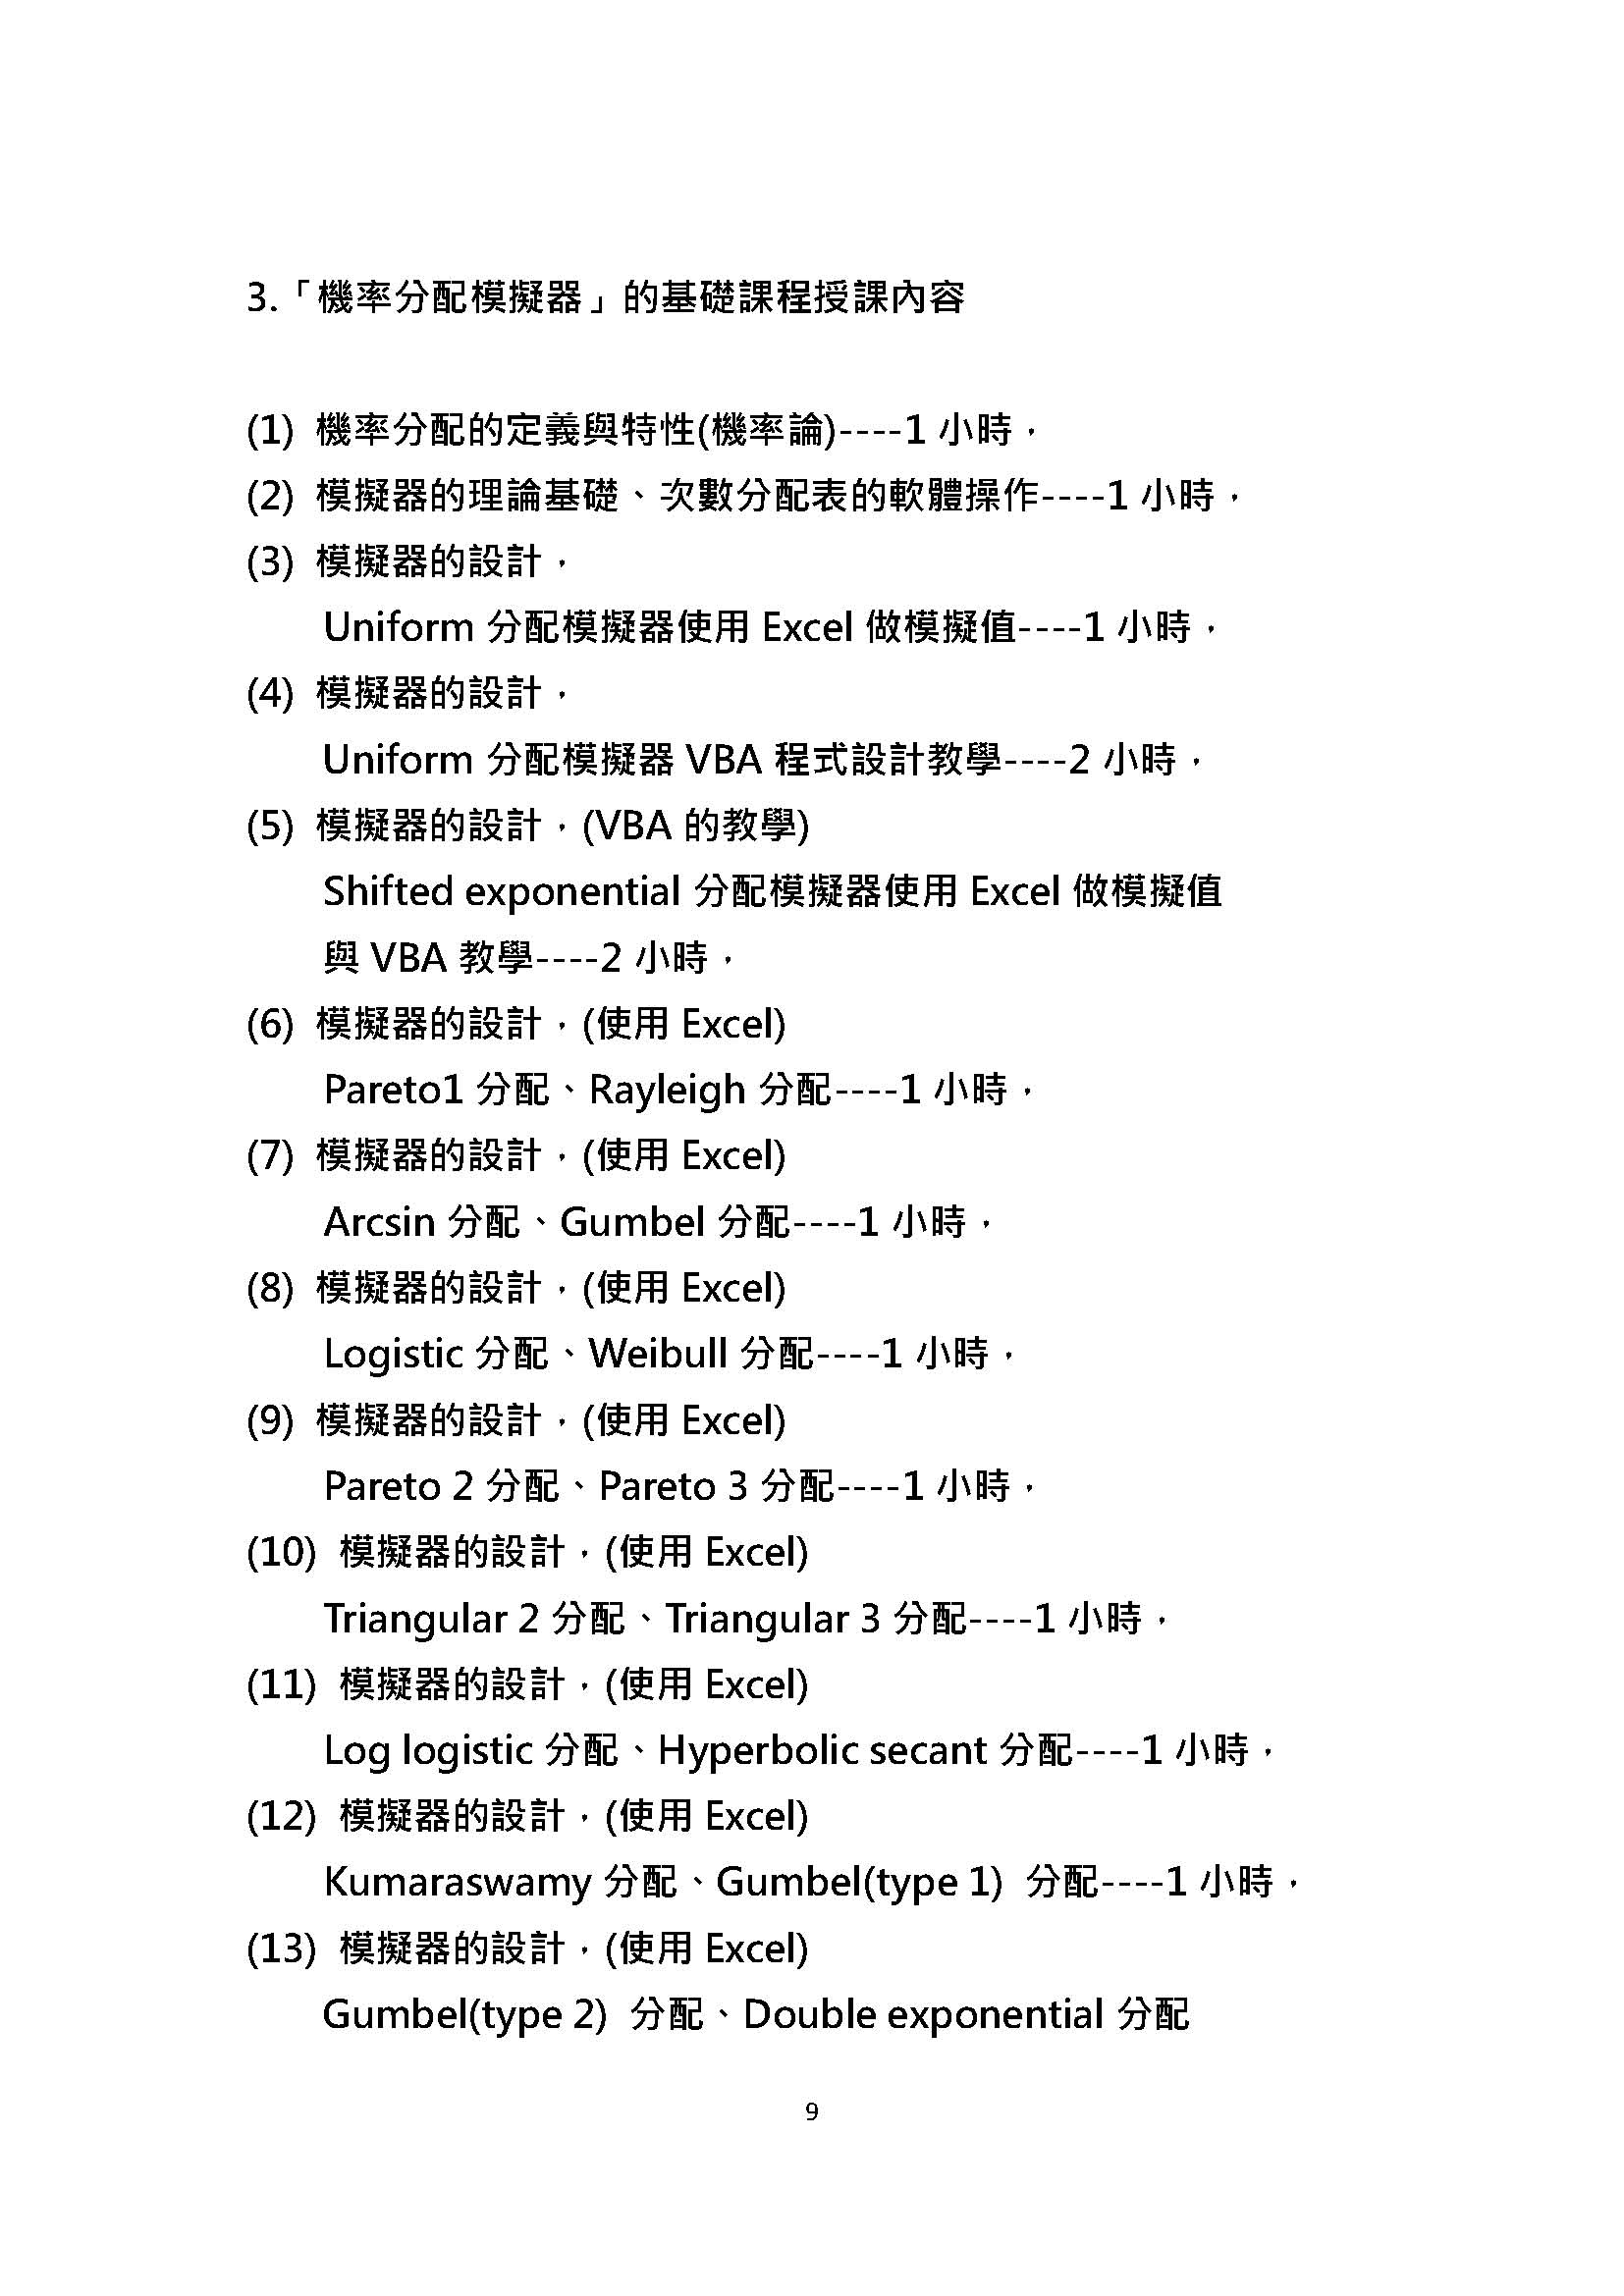 3.「機率分配模擬器」的基礎課程授課內容
(1) 機率分配的定義與特性(機率論)----1 小時，
(2) 模擬器的理論基礎、次數分配表的軟體操作----1 小時，
(3) 模擬器的設計，
Uniform 分配模擬器使用 Excel 做模擬值----1 小時，
(4) 模擬器的設計，
Uniform 分配模擬器 VBA 程式設計教學----2 小時，
(5) 模擬器的設計，(VBA 的教學)
Shifted exponential 分配模擬器使用 Excel 做模擬值
與 VBA 教學----2 小時，
(6) 模擬器的設計，(使用 Excel)
Pareto1 分配、Rayleigh 分配----1 小時，
(7) 模擬器的設計，(使用 Excel)
Arcsin 分配、Gumbel 分配----1 小時，
(8) 模擬器的設計，(使用 Excel)
Logistic 分配、Weibull 分配----1 小時，
(9) 模擬器的設計，(使用 Excel)
Pareto 2 分配、Pareto 3 分配----1 小時，
(10) 模擬器的設計，(使用 Excel)
Triangular 2 分配、Triangular 3 分配----1 小時，
(11) 模擬器的設計，(使用 Excel)
Log logistic 分配、Hyperbolic secant 分配----1 小時，
(12) 模擬器的設計，(使用 Excel)
Kumaraswamy 分配、Gumbel(type 1) 分配----1 小時，
(13) 模擬器的設計，(使用 Excel)
Gumbel(type 2) 分配、Double exponential 分配
9